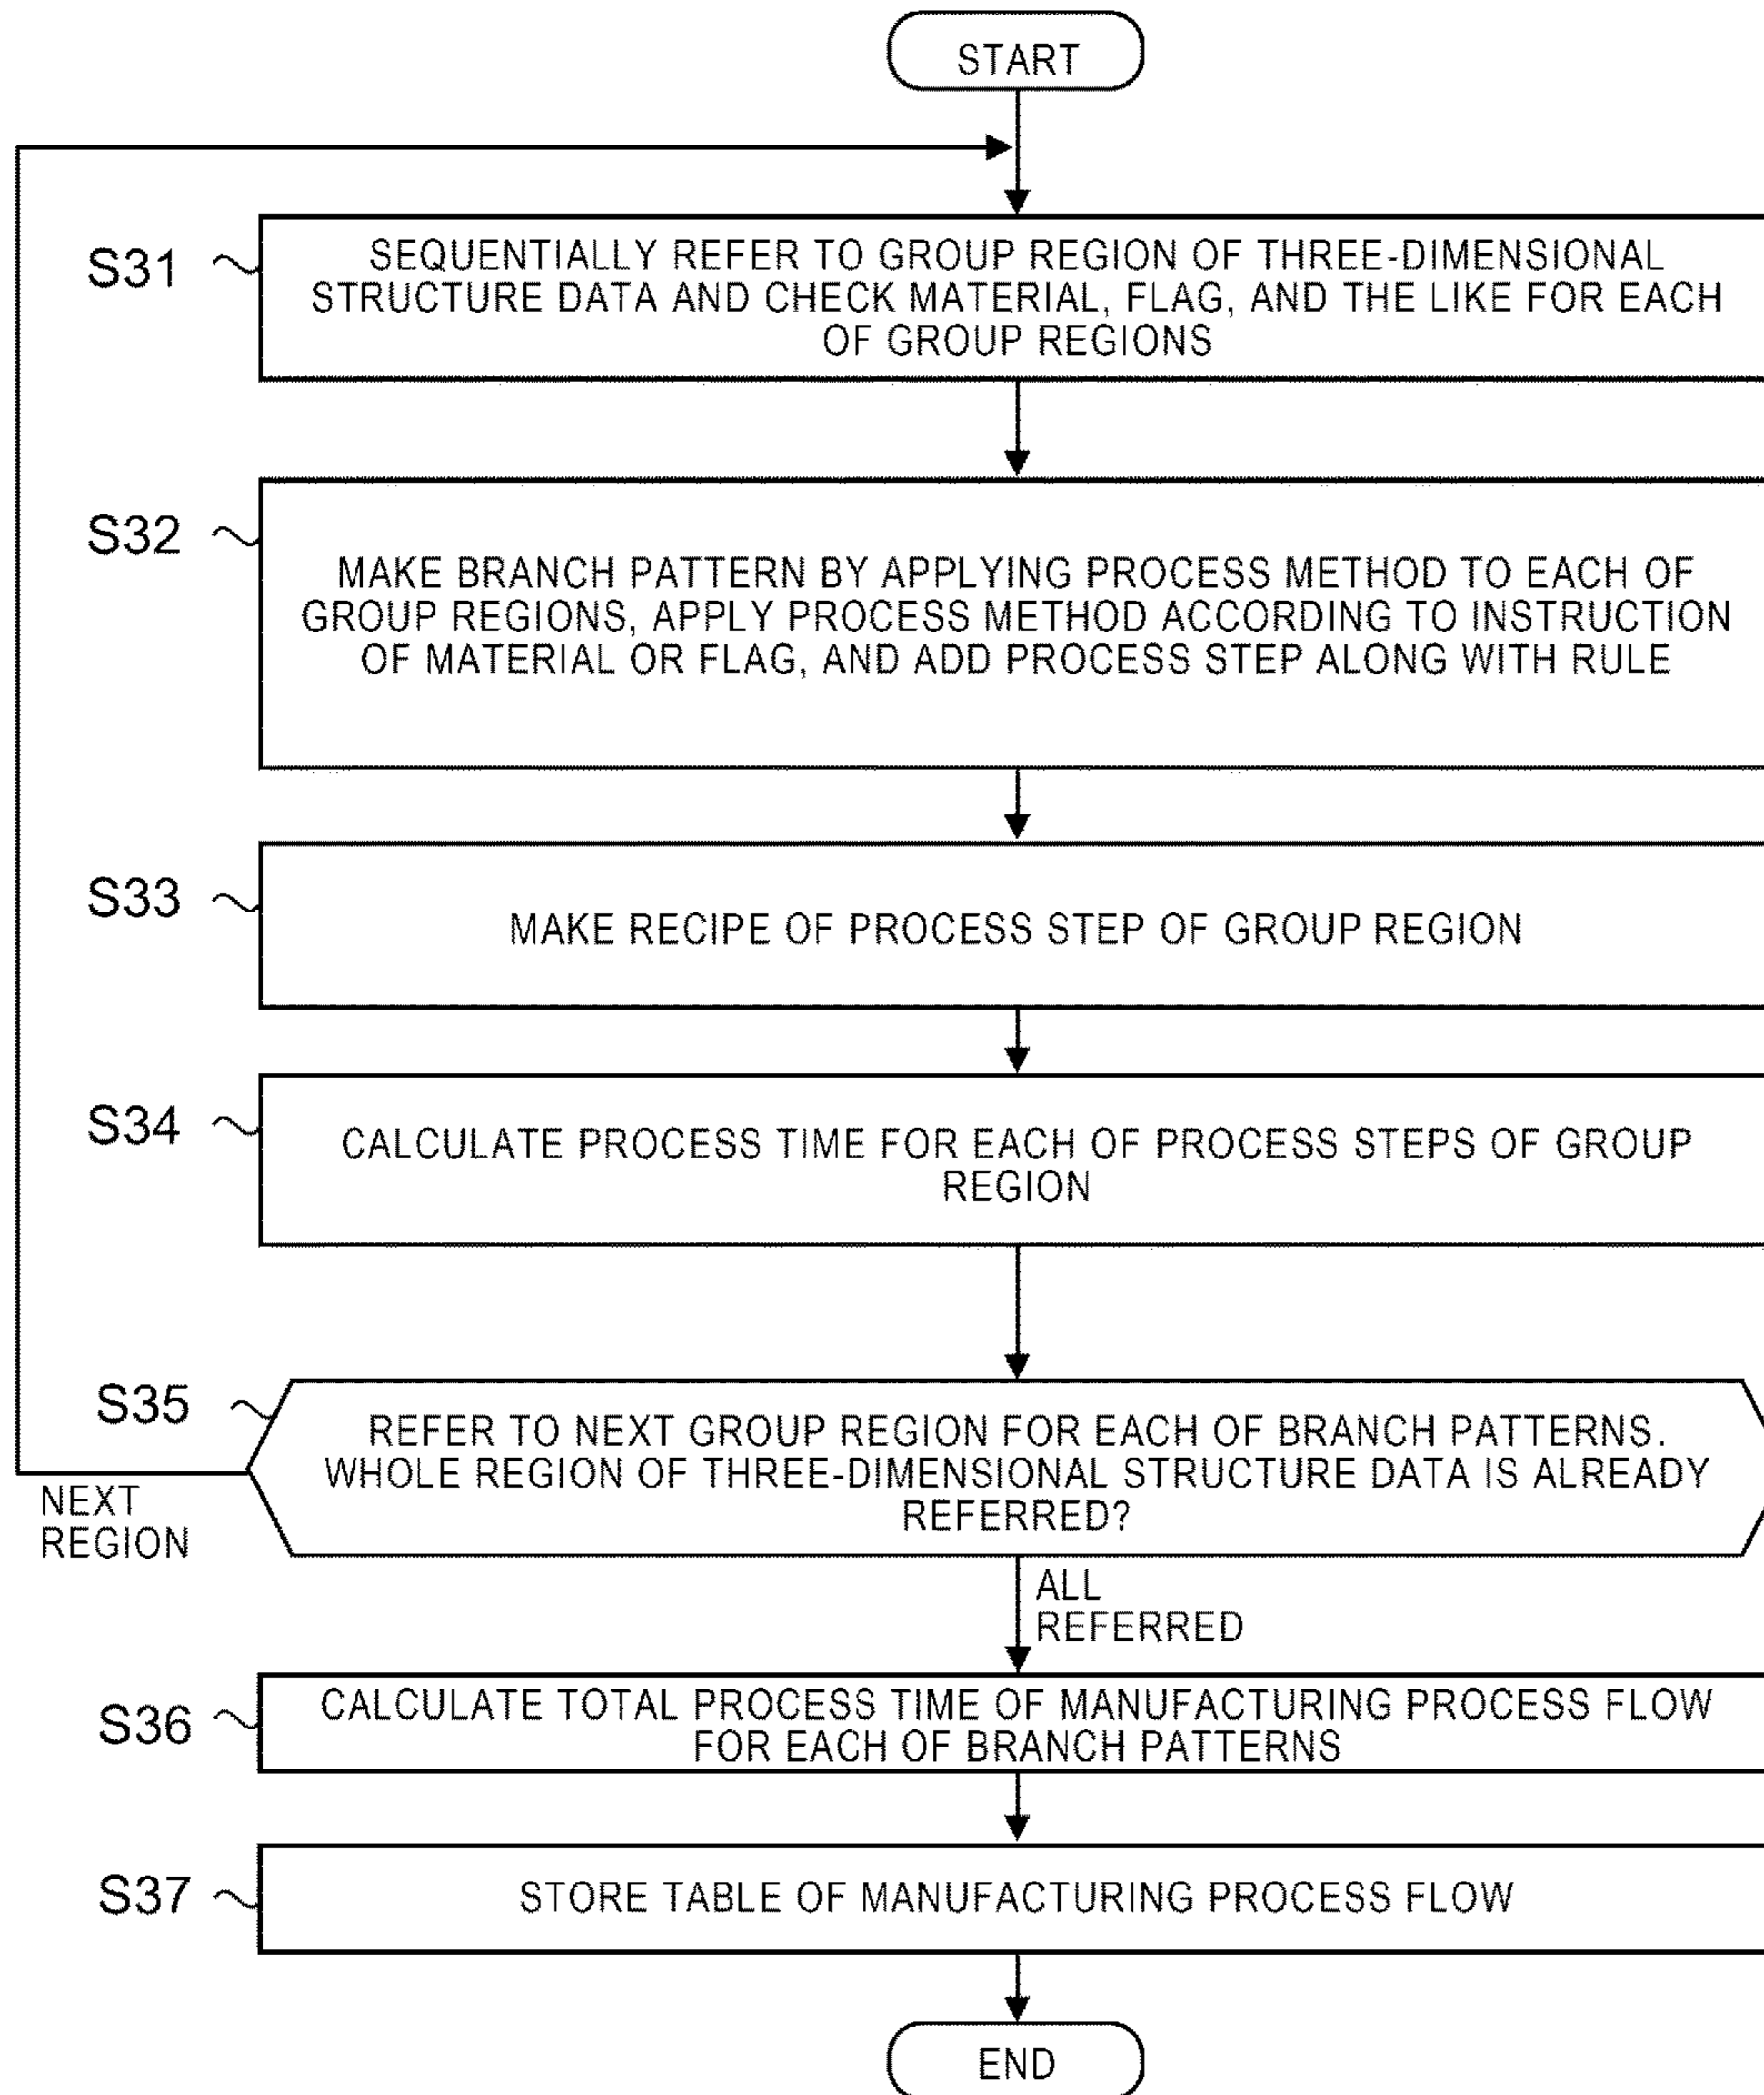 START
S31
SEQUENTIALLY REFER TO GROUP REGION OF THREE-DIMENSIONAL
STRUCTURE DATA AND CHECK MATERIAL, FLAG, AND THE LIKE FOR EACH
OF GROUP REGIONS
S32
MAKE BRANCH PATTERN BY APPLYING PROCESS METHOD TO EACH OF
GROUP REGIONS, APPLY PROCESS METHOD ACCORDING TO INSTRUCTION
OF MATERIAL OR FLAG, AND ADD PROCESS STEP ALONG WITH RULE
S33
MAKE RECIPE OF PROCESS STEP OF GROUP REGION
S34
CALCULATE PROCESS TIME FOR EACH OF PROCESS STEPS OF GROUP
REGION
S35
REFER TO NEXT GROUP REGION FOR EACH OF BRANCH PATTERNS.
WHOLE REGION OF THREE-DIMENSIONAL STRUCTURE DATA IS ALREADY
REFERRED?
NEXT
REGION
ALL
REFERRED
S36
CALCULATE TOTAL PROCESS TIME OF MANUFACTURING PROCESS FLOW
FOR EACH OF BRANCH PATTERNS
S37
STORE TABLE OF MANUFACTURING PROCESS FLOW
END